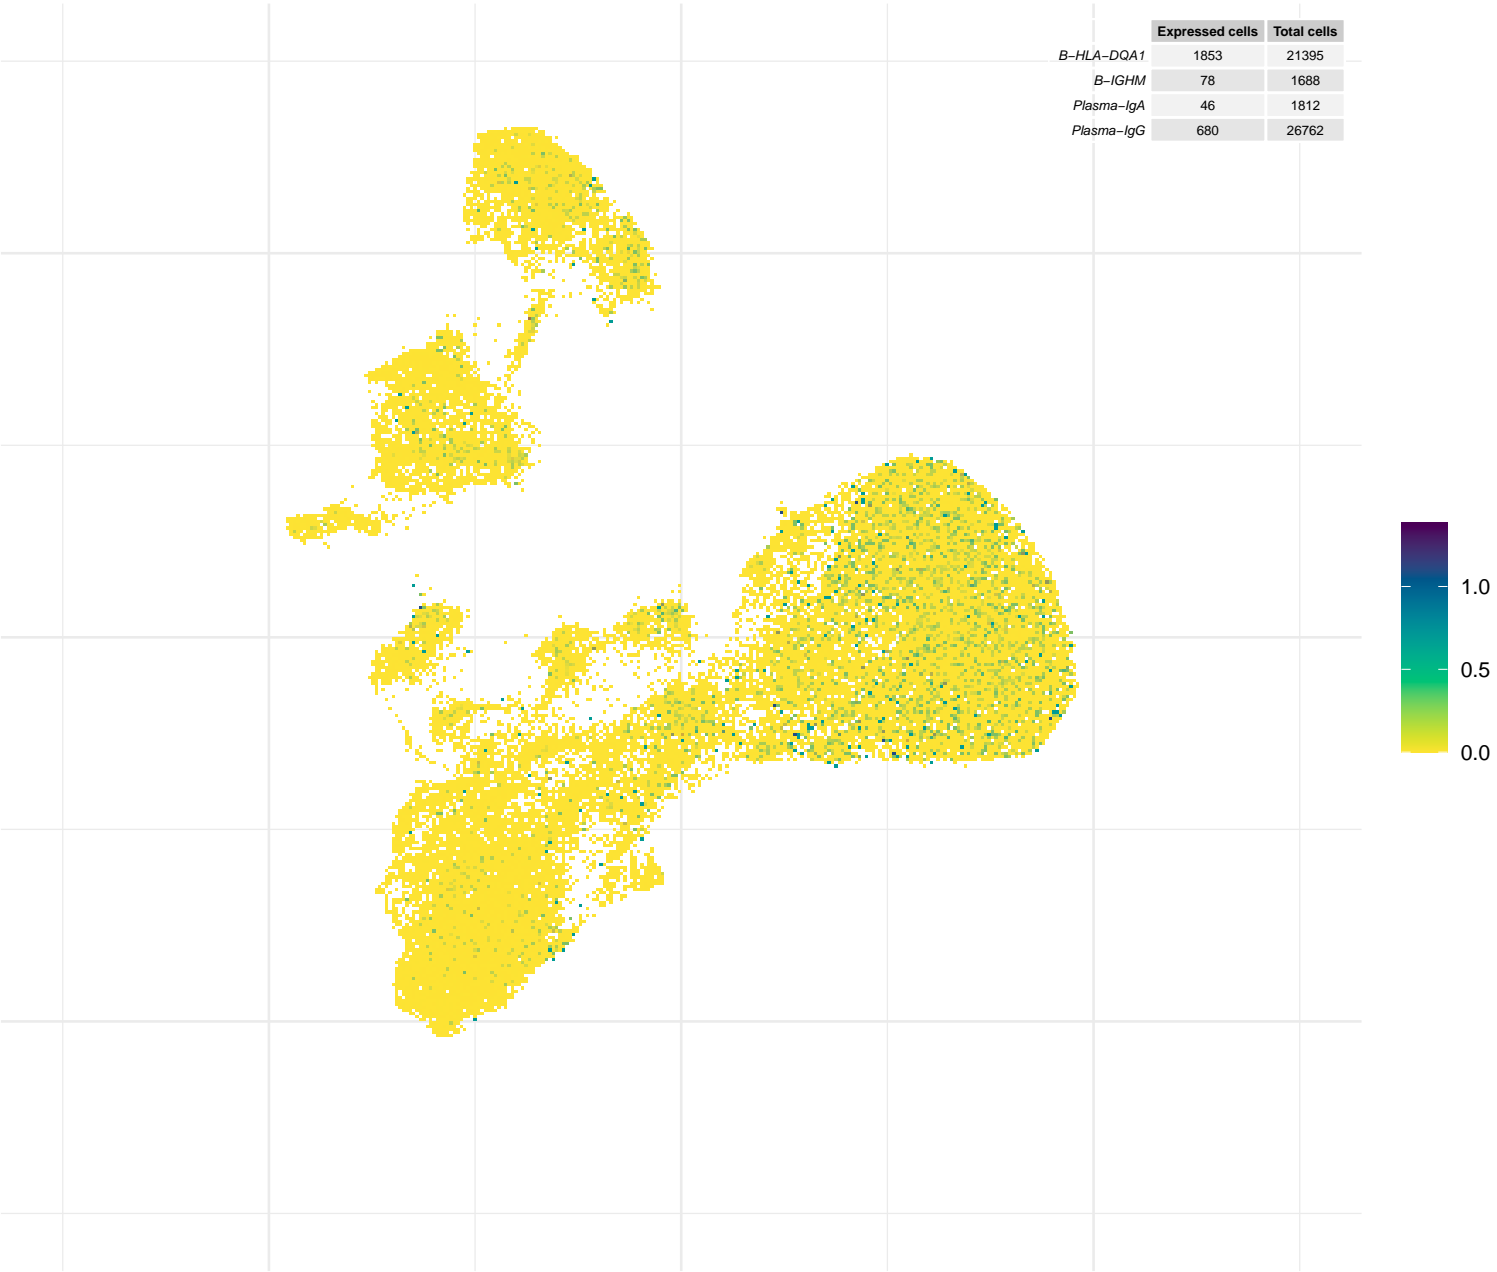 Expressed cells Total cells
B−HLA−DQA1 1853 21395
B−IGHM 78 1688
Plasma−IgA 46 1812
Plasma−IgG 680 26762
1.0
0.5
0.0